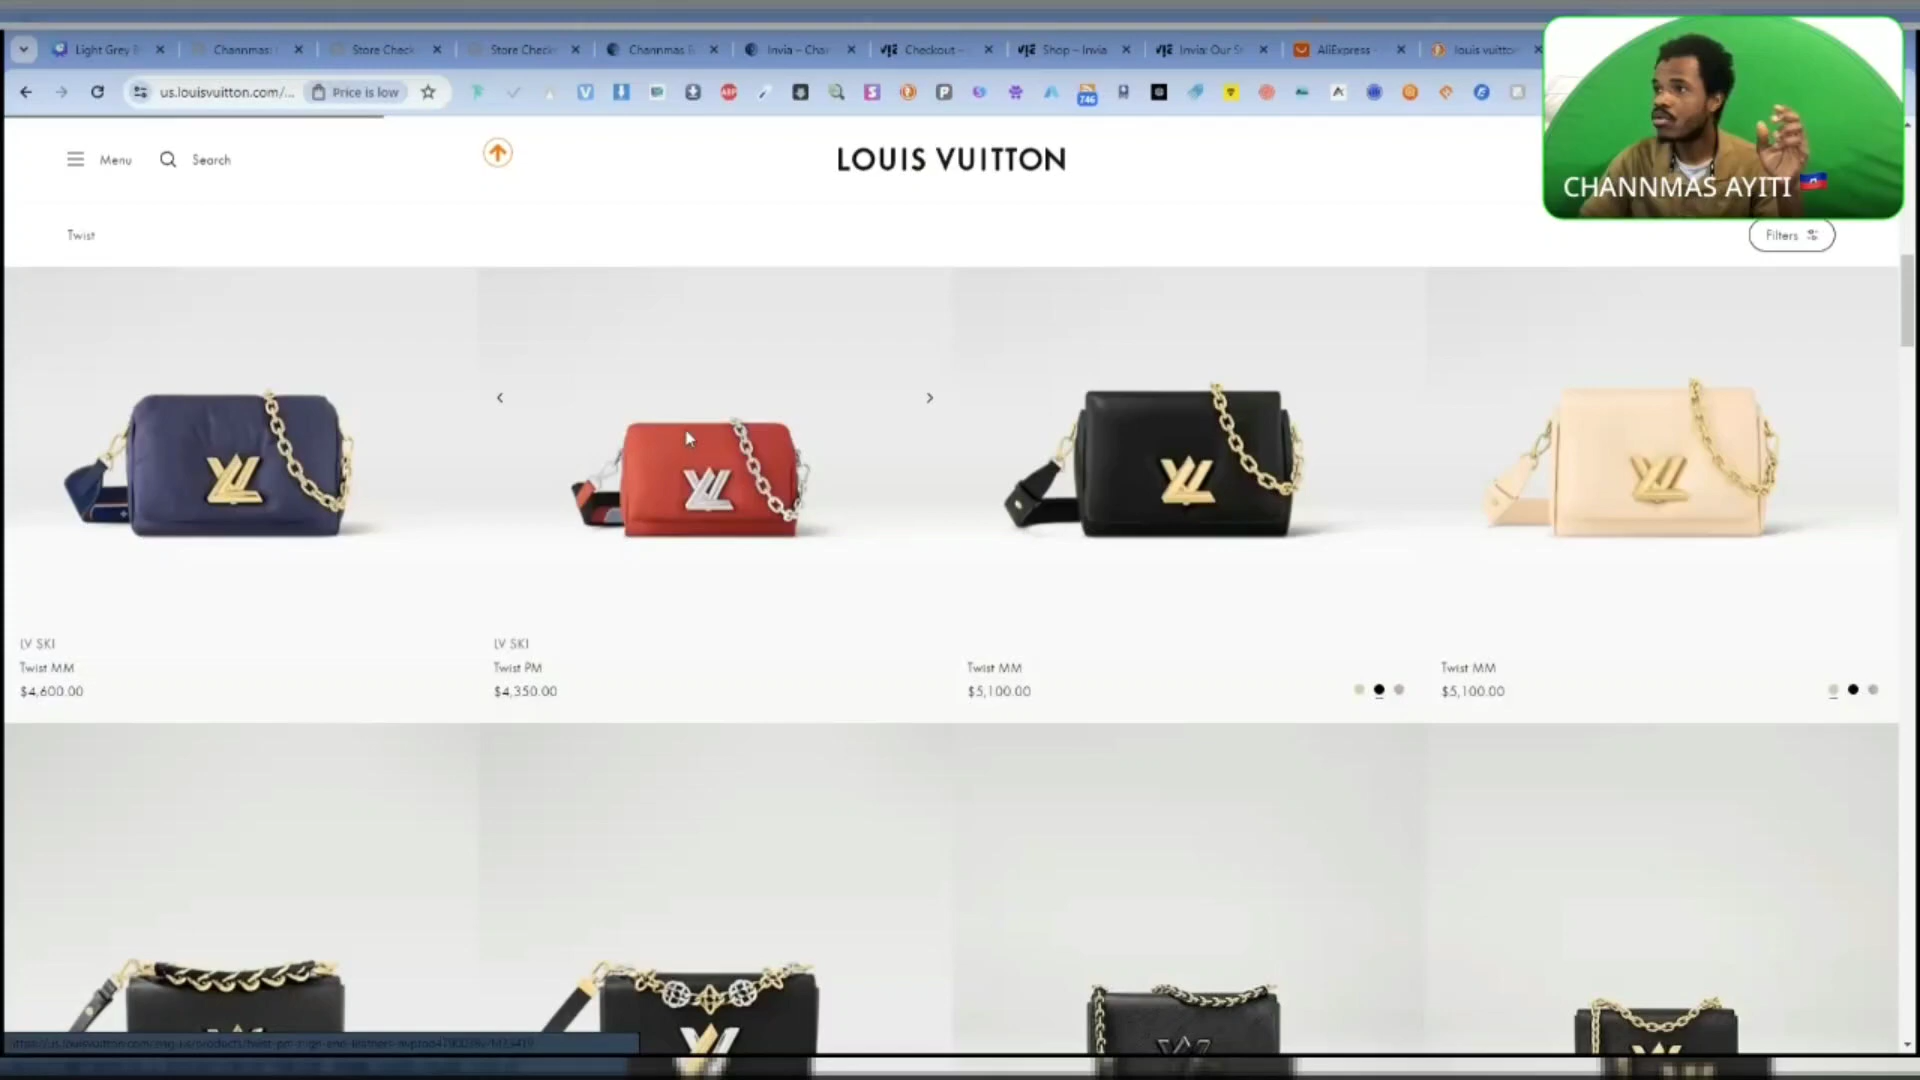 Light Grey B
Channmas
Store Check
Store Check
Channmas E
Invia – Char
Checkout –
Shop – Invia
Invia: Our St
AliExpress
louis vuitto
us.louisvuitton.com/...
Price is low
746
CHANNMAS AYITI
Menu
Search
LOUIS VUITTON
Twist
Filters
LV SKI
Twist MM
$4,600.00
LV SKI
Twist PM
$4,350.00
Twist MM
$5,100.00
Twist MM
$5,100.00